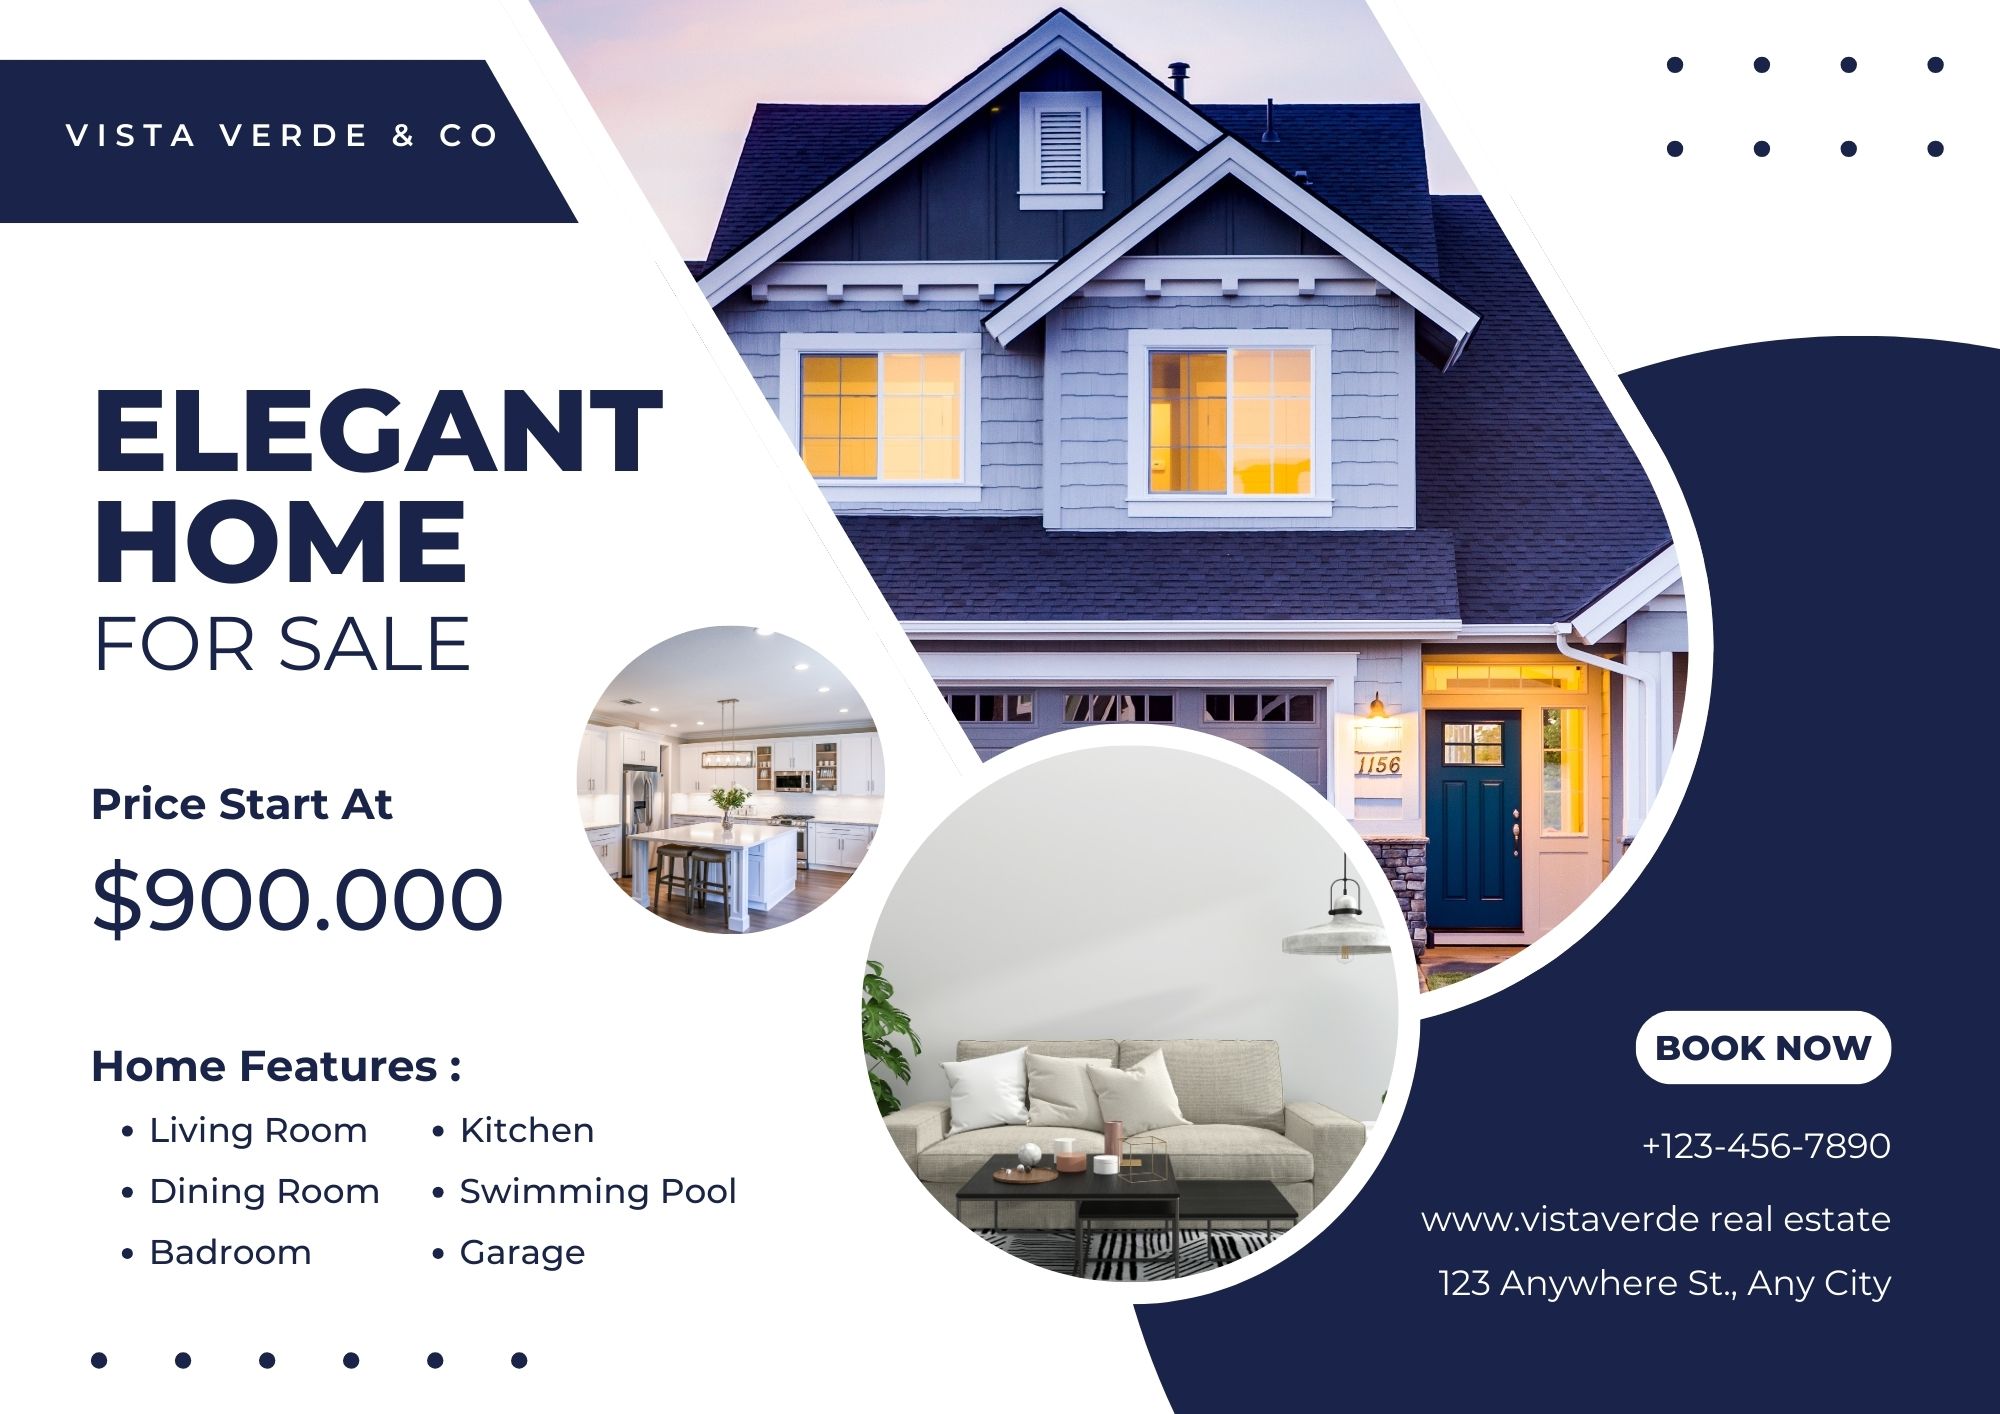 VISTA VERDE & CO
ELEGANT
HOME
FOR SALE
Price Start At
$900.000
Home Features :
Living Room
Dining Room
Badroom
Kitchen
Swimming Pool
Garage
1156
BOOK NOW
+123-456-7890
www.vistaverde real estate
123 Anywhere St., Any City